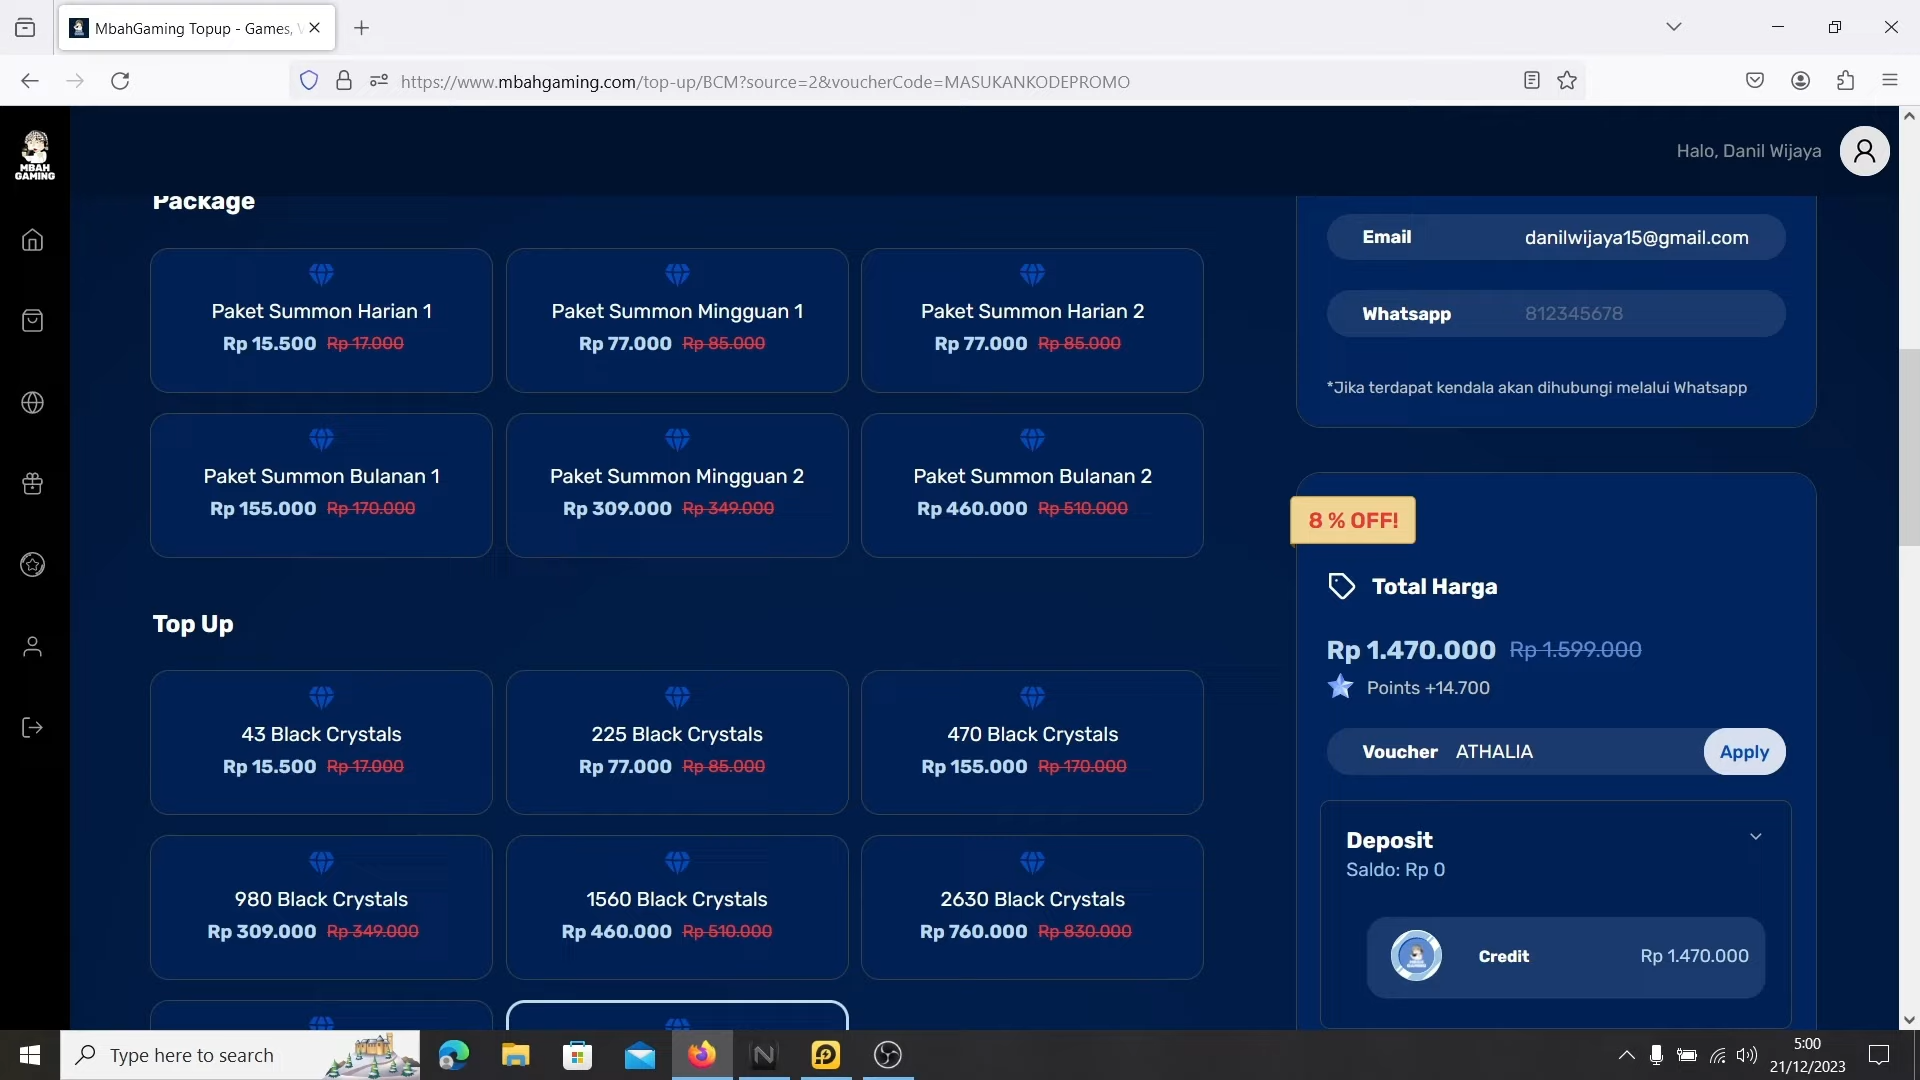 MbahGaming Topup - Games, V
https://www.mbahgaming.com/top-up/BCM?source=2&voucherCode=MASUKANKODEPROMO
MBAH
GAMING
Halo, Danil Wijaya
Package
Paket Summon Harian 1
Rp 15.500 Rp 17.000
Paket Summon Mingguan 1
Rp 77.000 Rp 85.000
Paket Summon Harian 2
Rp 77.000 Rp 85.000
Paket Summon Bulanan 1
Rp 155.000 Rp 170.000
Paket Summon Mingguan 2
Rp 309.000 Rp 349.000
Paket Summon Bulanan 2
Rp 460.000 Rp 510.000
Top Up
43 Black Crystals
Rp 15.500 Rp 17.000
225 Black Crystals
Rp 77.000 Rp 85.000
470 Black Crystals
Rp 155.000 Rp 170.000
980 Black Crystals
Rp 309.000 Rp 349.000
1560 Black Crystals
Rp 460.000 Rp 510.000
2630 Black Crystals
Rp 760.000 Rp 830.000
Email danilwijaya15@gmail.com
Whatsapp 812345678
*Jika terdapat kendala akan dihubungi melalui Whatsapp
8 % OFF!
Total Harga
Rp 1.470.000 Rp 1.599.000
Points +14.700
Voucher ATHALIA Apply
Deposit
Saldo: Rp 0
Credit Rp 1.470.000
Type here to search
5:00
21/12/2023